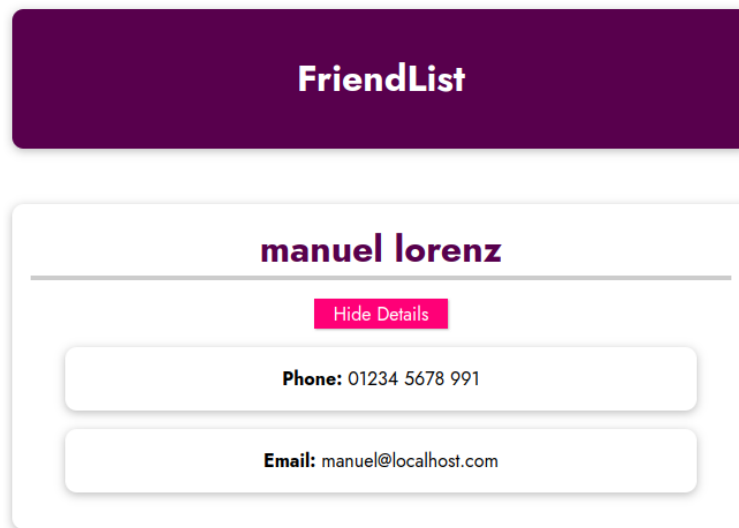 FriendList
manuel lorenz
Hide Details
Phone: 01234 5678 991
Email: manuel@localhost.com